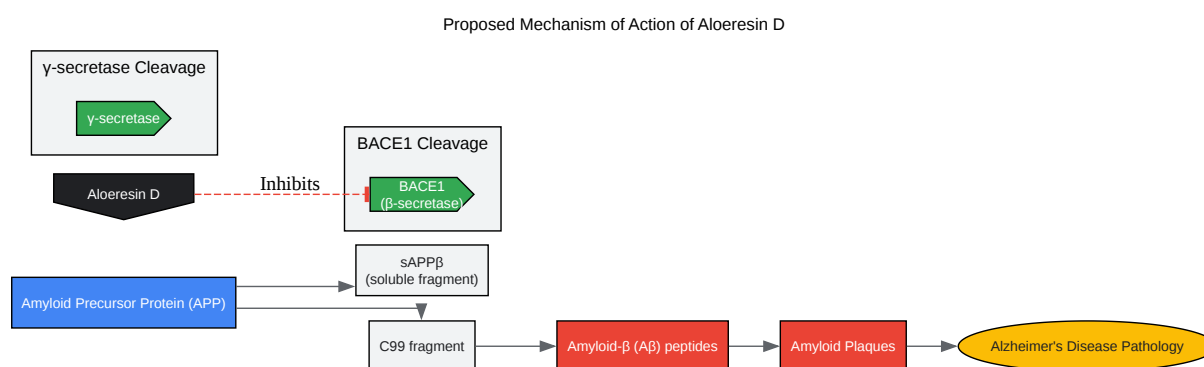 Proposed Mechanism of Action of Aloeresin D
γ-secretase Cleavage
γ-secretase
BACE1 Cleavage
Aloeresin D
Inhibits
BACE1
(β-secretase)
sAPPβ
(soluble fragment)
Amyloid Precursor Protein (APP)
C99 fragment
Amyloid-β (Aβ) peptides
Amyloid Plaques
Alzheimer's Disease Pathology